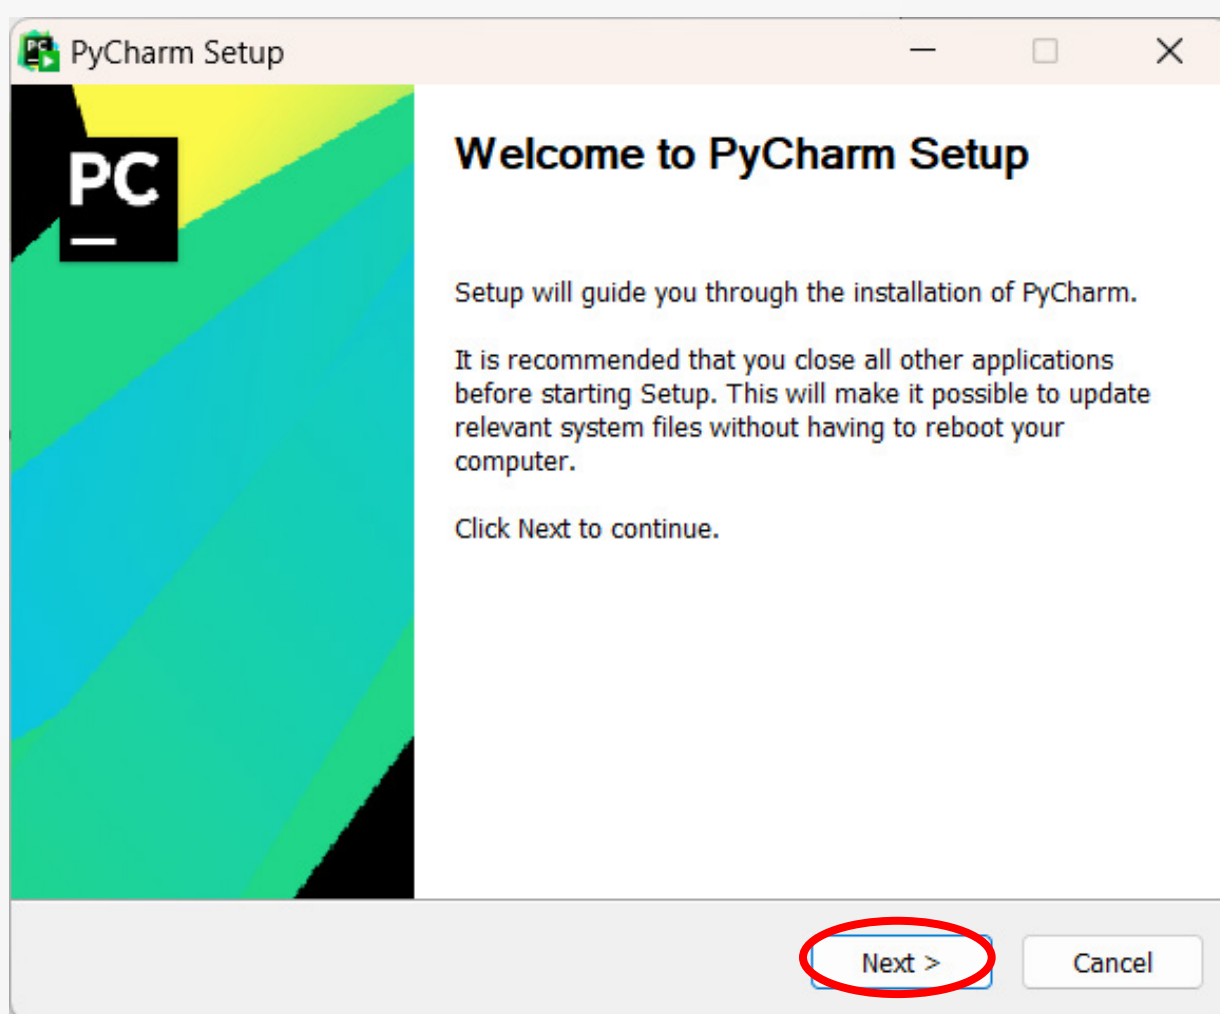 PyCharm Setup
PC
Welcome to PyCharm Setup
Setup will guide you through the installation of PyCharm.
It is recommended that you close all other applications
before starting Setup. This will make it possible to update
relevant system files without having to reboot your
computer.
Click Next to continue.
Next >
Cancel